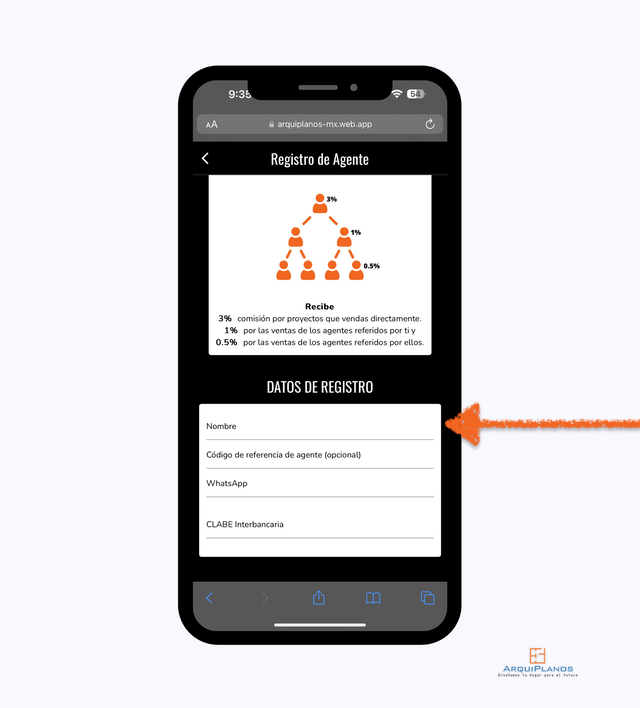 9:35
54
AA
arquiplanos-mx.web.app
Registro de Agente
3%
1%
0.5%
Recibe
3% comisión por proyectos que vendas directamente.
1% por las ventas de los agentes referidos por ti y
0.5% por las ventas de los agentes referidos por ellos.
DATOS DE REGISTRO
Nombre
Código de referencia de agente (opcional)
WhatsApp
CLABE Interbancaria
ARQUIPLANOS
Diseñamos tu hogar para el futuro